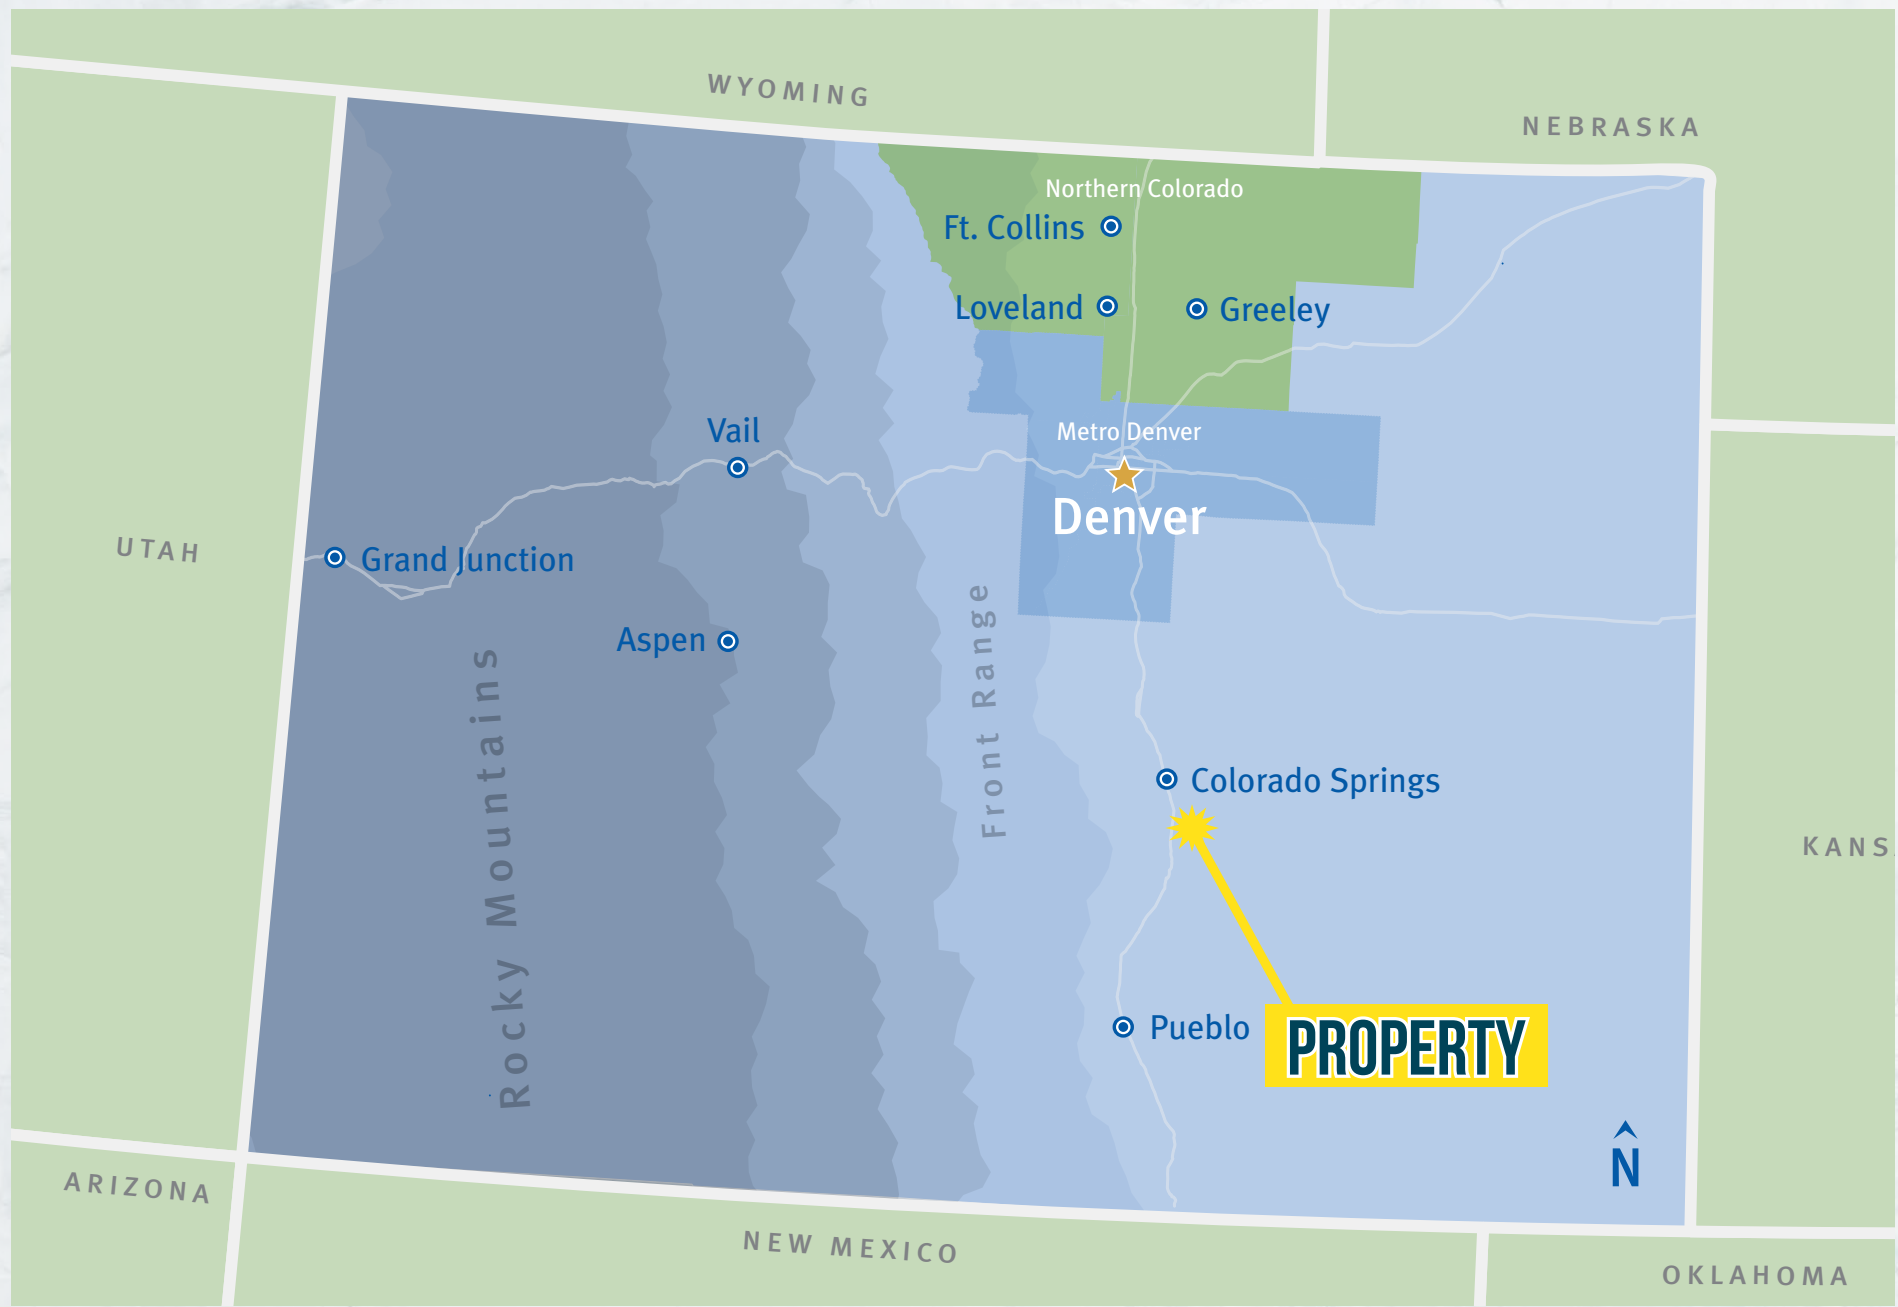 WYOMING
NEBRASKA
Northern Colorado
Ft. Collins
Loveland
Greeley
Vail
Metro Denver
Denver
UTAH
Grand Junction
Aspen
Rocky Mountains
Front Range
Colorado Springs
KANS
Pueblo
PROPERTY
N
ARIZONA
NEW MEXICO
OKLAHOMA